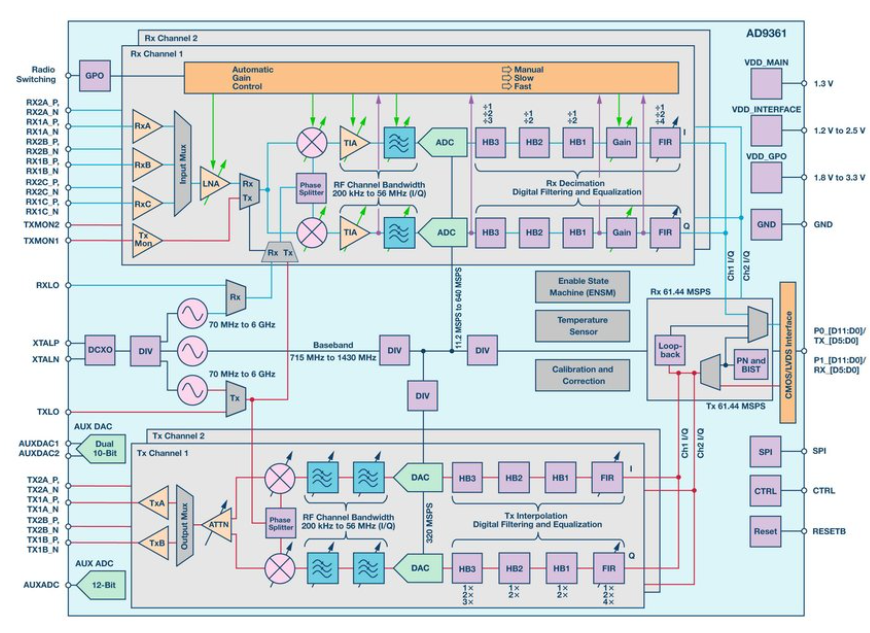 AD9361
Rx Channel 2
Rx Channel 1
Radio
Switching
GPO
Automatic
Gain
Control
Manual
Slow
Fast
VDD_MAIN
1.3 V
VDD_INTERFACE
1.2 V to 2.5 V
VDD_GPO
1.8 V to 3.3 V
GND
GND
RX2A_P,
RX2A_N
RX1A_P,
RX1A_N
RX2B_P,
RX2B_N
RX1B_P,
RX1B_N
RX2C_P,
RX2C_N
RX1C_P,
RX1C_N
TXMON2
TXMON1
RxA
RxB
RxC
Tx
Mon
Input Mux
LNA
Rx
Tx
Phase
Splitter
TIA
ADC
÷1
÷2
÷3
HB3
÷1
÷2
HB2
÷1
÷2
HB1
Gain
÷1
÷2
÷4
FIR
I
RF Channel Bandwidth
200 kHz to 56 MHz (I/Q)
Rx Decimation
Digital Filtering and Equalization
TIA
ADC
HB3
HB2
HB1
Gain
FIR
Q
Rx Tx
Ch1 I/Q
Ch2 I/Q
RXLO
Rx
70 MHz to 6 GHz
11.2 MSPS to 640 MSPS
Enable State
Machine (ENSM)
Temperature
Sensor
Calibration and
Correction
Rx 61.44 MSPS
Loop-
back
PN and
BIST
Tx 61.44 MSPS
CMOS/LVDS Interface
P0_[D11:D0]/
TX_[D5:D0]
P1_[D11:D0]/
RX_[D5:D0]
XTALP
XTALN
DCXO
DIV
Baseband
715 MHz to 1430 MHz
DIV
DIV
DIV
70 MHz to 6 GHz
Tx
TXLO
AUX DAC
AUXDAC1
AUXDAC2
Dual
10-Bit
Tx Channel 2
Tx Channel 1
Ch1 I/Q
Ch2 I/Q
SPI
SPI
CTRL
CTRL
Reset
RESETB
TX2A_P,
TX2A_N
TX1A_P,
TX1A_N
TX2B_P,
TX2B_N
TX1B_P,
TX1B_N
TxA
TxB
Output Mux
ATTN
Phase
Splitter
DAC
HB3
HB2
HB1
FIR
I
RF Channel Bandwidth
200 kHz to 56 MHz (I/Q)
320 MSPS
Tx Interpolation
Digital Filtering and Equalization
DAC
HB3
HB2
HB1
FIR
Q
1×
2×
3×
1×
2×
1×
2×
1×
2×
4×
AUX ADC
AUXADC
12-Bit